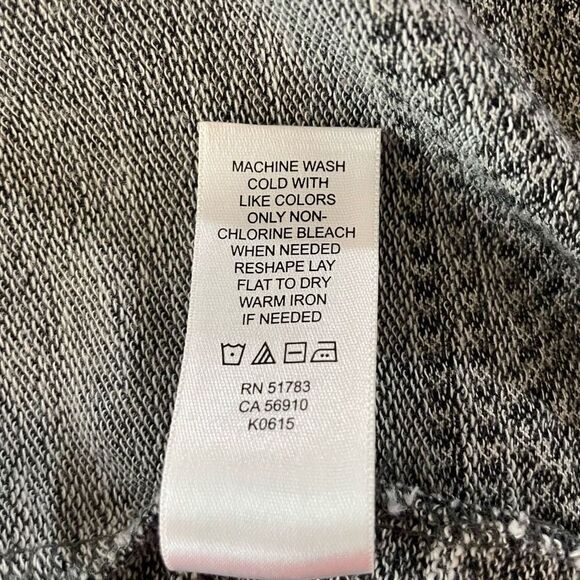 MACHINE WASH
COLD WITH
LIKE COLORS
ONLY NON-
CHLORINE BLEACH
WHEN NEEDED
RESHAPE LAY
FLAT TO DRY
WARM IRON
IF NEEDED
RN 51783
CA 56910
K0615